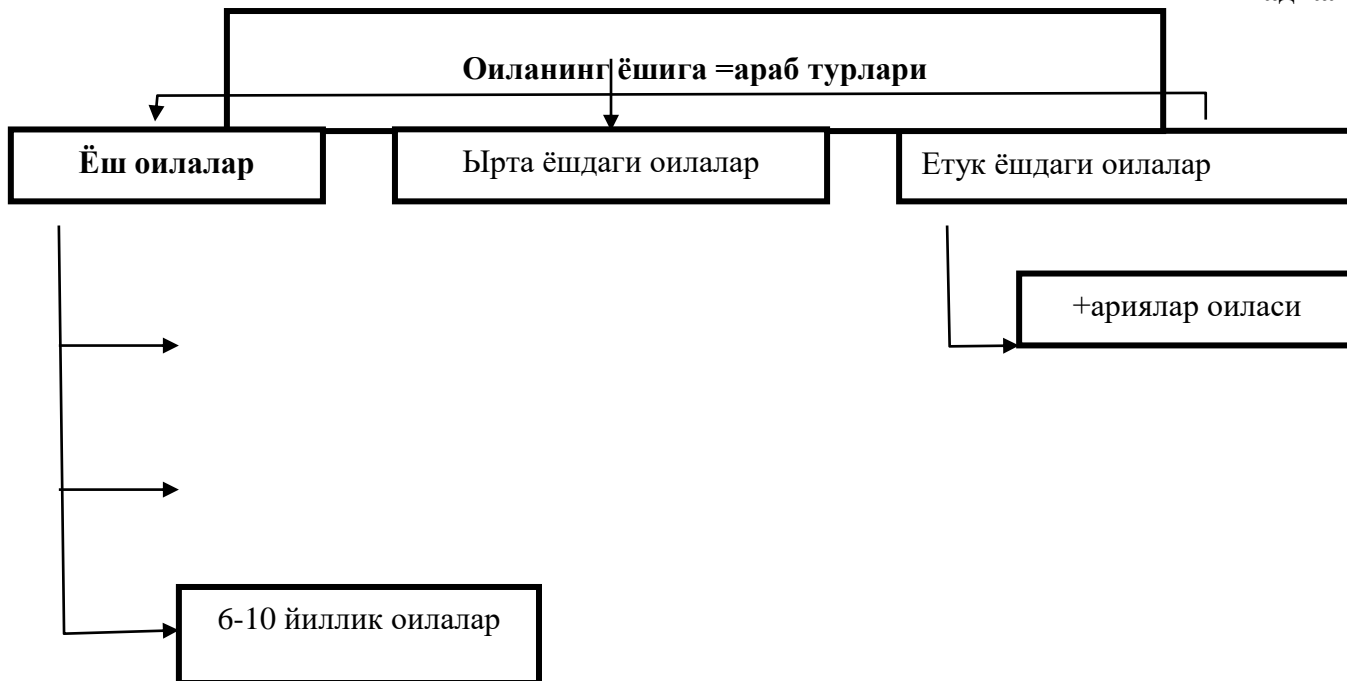 Оиланинг ёшига =араб турлари
Ёш оилалар
Ырта ёшдаги оилалар
Етук ёшдаги оилалар
+ариялар оиласи
6-10 йиллик оилалар